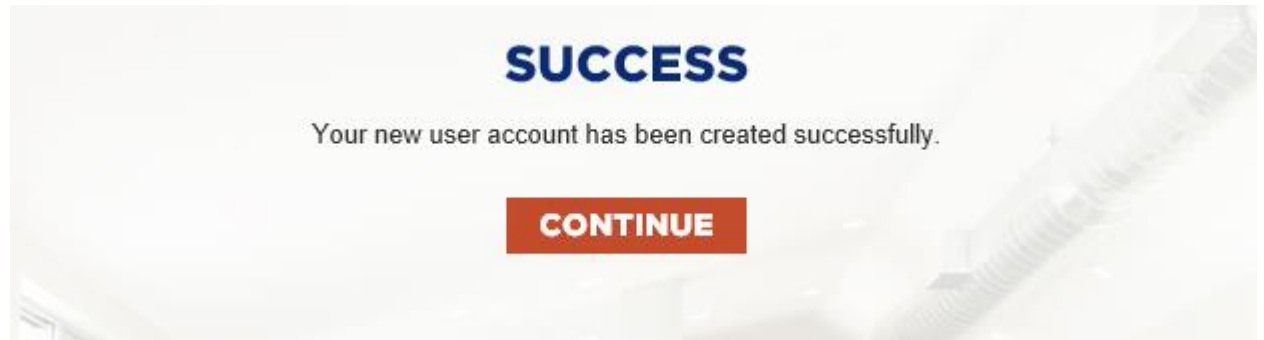 SUCCESS
Your new user account has been created successfully.
CONTINUE